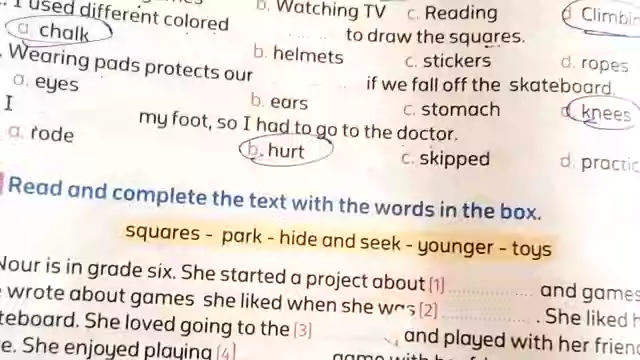 b. Watching TV c. Reading d. Climbin
. I used different colored to draw the squares.
a. chalk b. helmets c. stickers d. ropes
. Wearing pads protects our if we fall off the skateboard.
a. eyes b. ears c. stomach d. knees
I my foot, so I had to go to the doctor.
a. rode b. hurt c. skipped d. practic
Read and complete the text with the words in the box.
squares - park - hide and seek - younger - toys
Nour is in grade six. She started a project about (1) and games
wrote about games she liked when she was (2) . She liked h
teboard. She loved going to the (3) and played with her frien
e. She enjoyed playing (4) game with